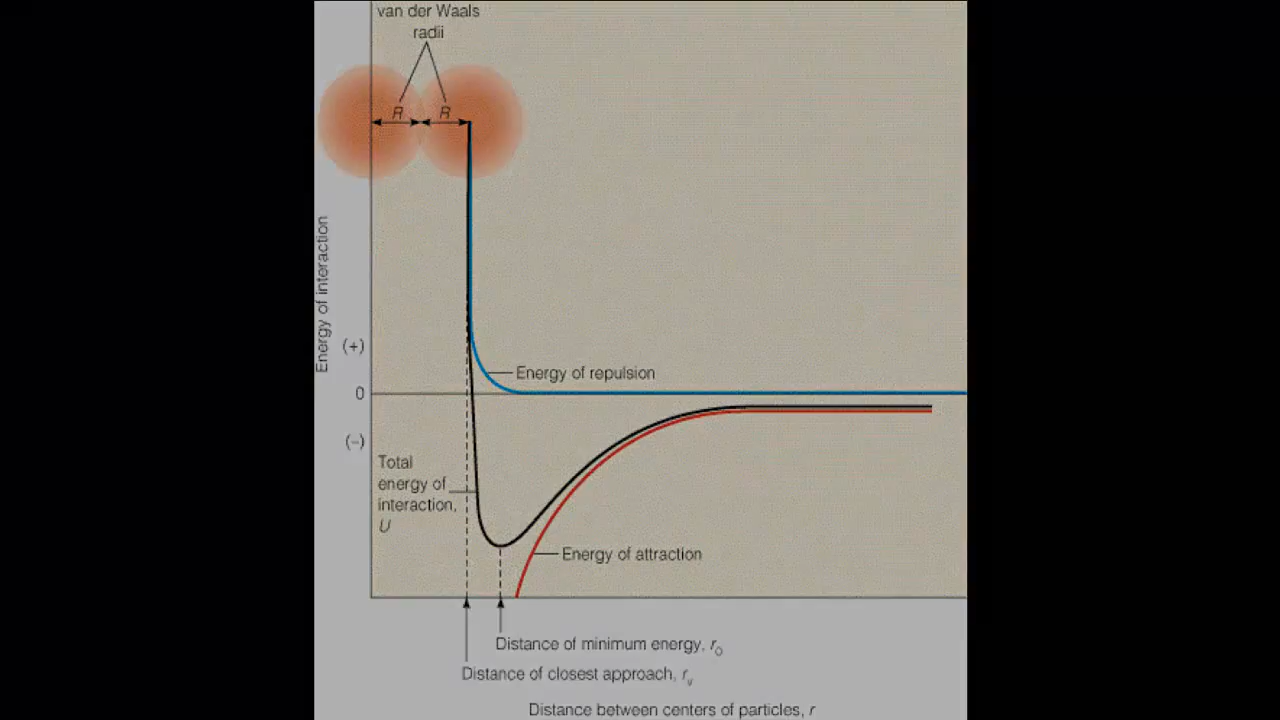 van der Waals
radii
R R
Energy of interaction
(+)
Energy of repulsion
0
(–)
Total
energy of
interaction,
U
Energy of attraction
Distance of minimum energy, r0
Distance of closest approach, rv
Distance between centers of particles, r